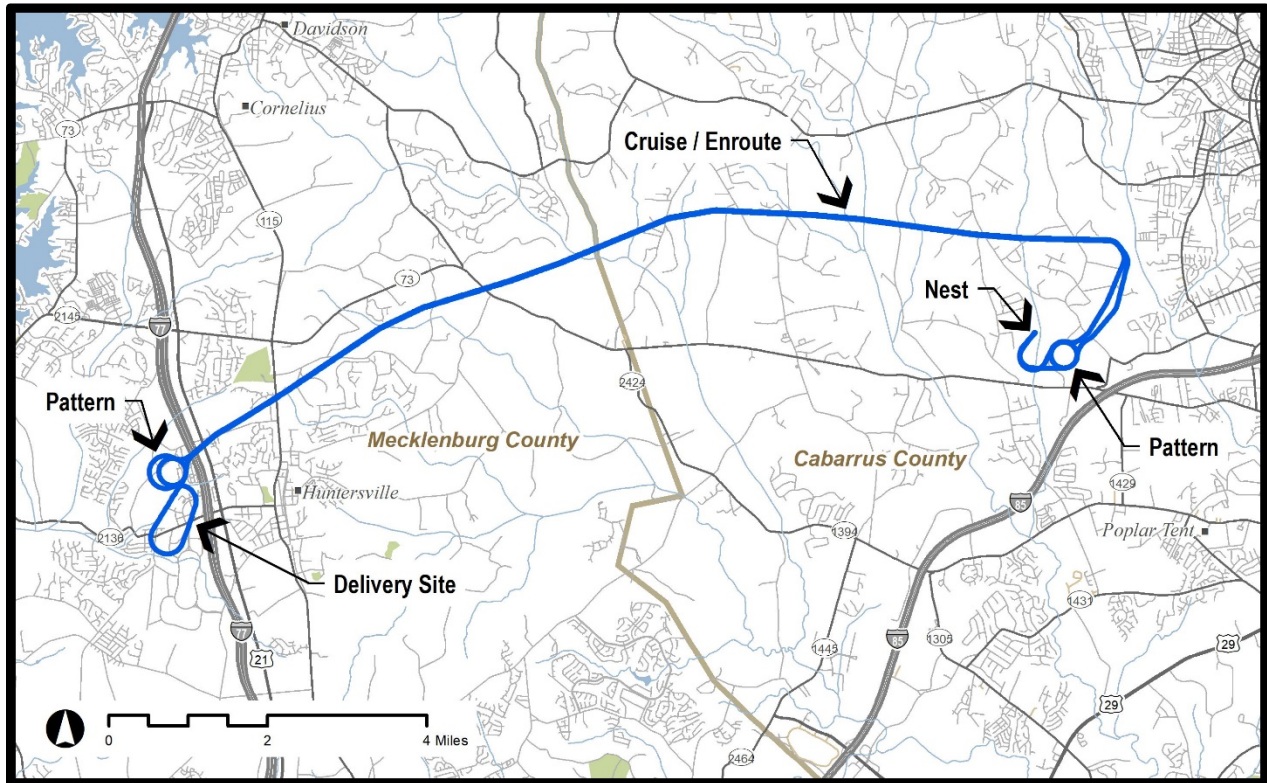 Davidson
Cornelius
73
115
Cruise / Enroute
Nest
73
2145
77
2424
Pattern
Mecklenburg County
Cabarrus County
Pattern
Huntersville
85
1429
2136
1394
Poplar Tent
Delivery Site
1431
77
21
85
1305
1445
29
29
0 2 4 Miles
2464